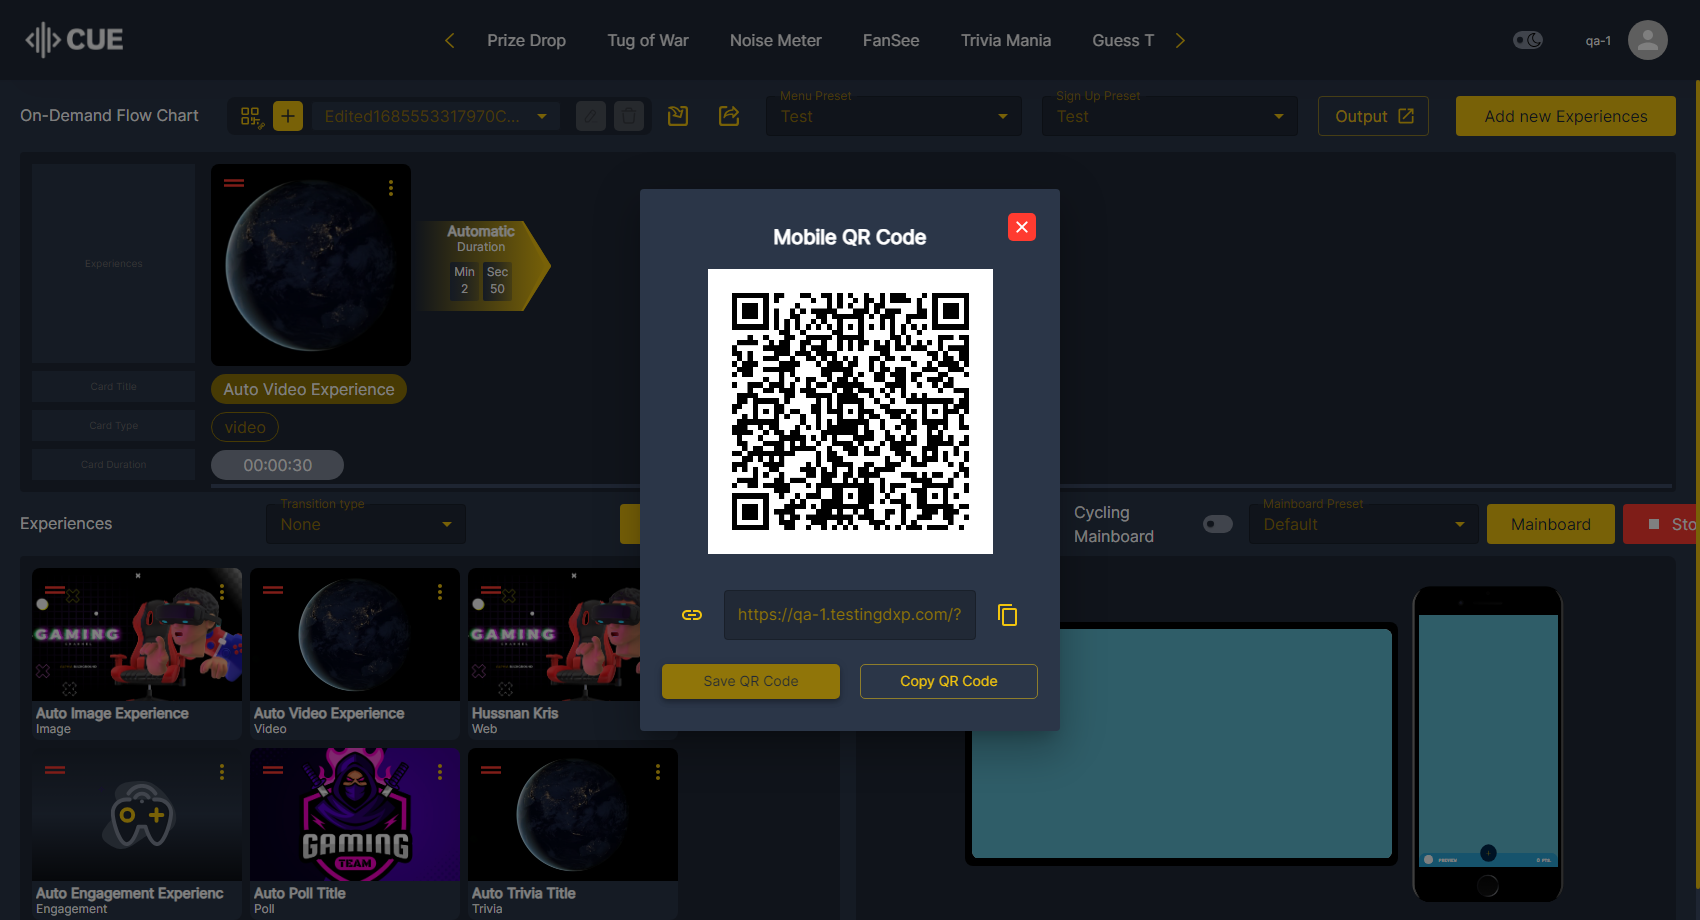 CUE
Prize Drop
Tug of War
Noise Meter
FanSee
Trivia Mania
Guess T
qa-1
On-Demand Flow Chart
Edited1685553317970C...
Menu Preset
Test
Sign Up Preset
Test
Output
Add new Experiences
Experiences
Automatic
Duration
Min Sec
2 50
Card Title
Auto Video Experience
Card Type
video
Card Duration
00:00:30
Mobile QR Code
https://qa-1.testingdxp.com/?
Save QR Code
Copy QR Code
Experiences
Transition type
None
Cycling
Mainboard
Mainboard Preset
Default
Mainboard
Sto
GAMING
Auto Image Experience
Image
Auto Video Experience
Video
GAMING
Hussnan Kris
Web
Auto Engagement Experienc
Engagement
GAMING
TEAM
Auto Poll Title
Poll
Auto Trivia Title
Trivia
PREVIEW
0 PTS.